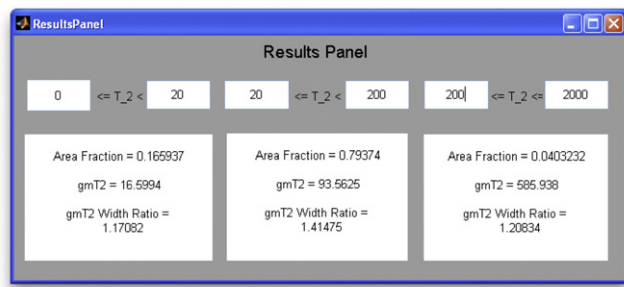 ResultsPanel
Results Panel
0 <= T_2 < 20 20 <= T_2 < 200 200 <= T_2 <= 2000
Area Fraction = 0.165937
gmT2 = 16.5994
gmT2 Width Ratio =
1.17082
Area Fraction = 0.79374
gmT2 = 93.5625
gmT2 Width Ratio =
1.41475
Area Fraction = 0.0403232
gmT2 = 585.938
gmT2 Width Ratio =
1.20834